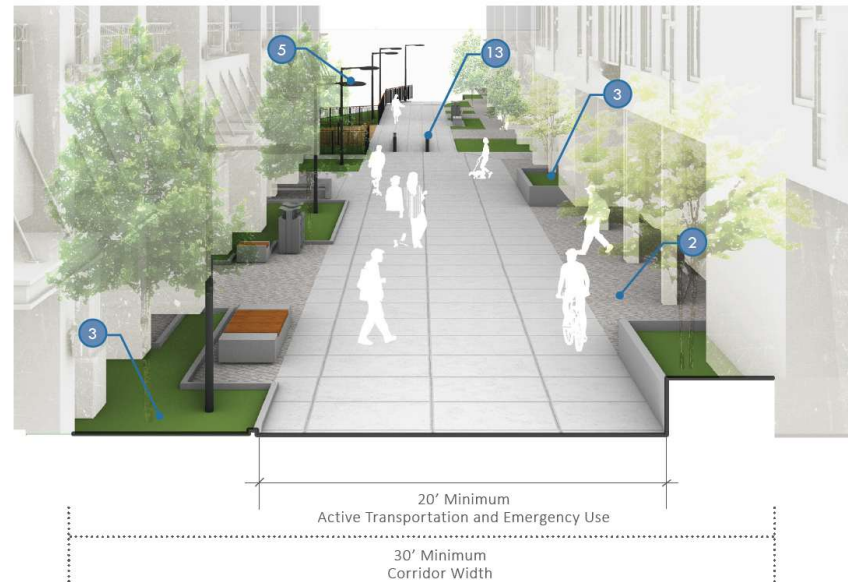 5
13
3
2
3
20' Minimum
Active Transportation and Emergency Use
30' Minimum
Corridor Width